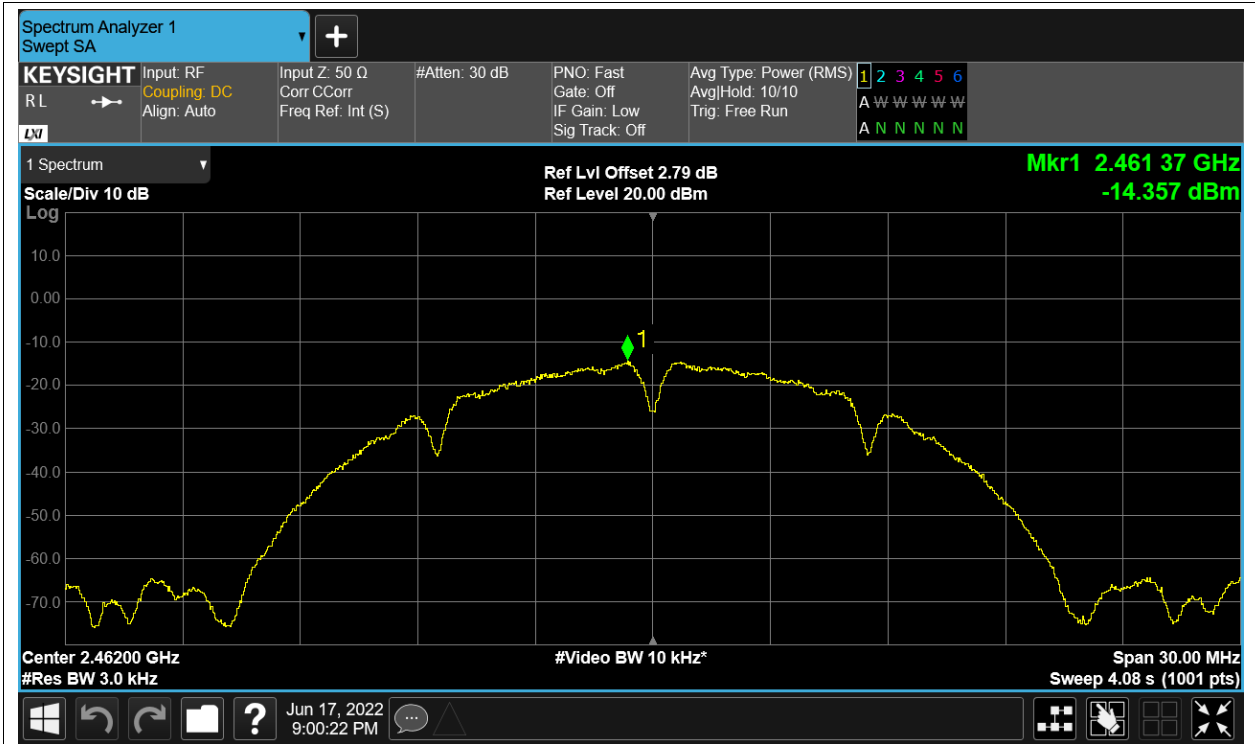 Spectrum Analyzer 1
Swept SA
KEYSIGHT
R L
LXI
Input: RF
Coupling: DC
Align: Auto
Input Z: 50 Ω
Corr CCorr
Freq Ref: Int (S)
#Atten: 30 dB
PNO: Fast
Gate: Off
IF Gain: Low
Sig Track: Off
Avg Type: Power (RMS)
Avg|Hold: 10/10
Trig: Free Run
1 2 3 4 5 6
A W W W W W
A N N N N N
1 Spectrum
Scale/Div 10 dB
Ref Lvl Offset 2.79 dB
Ref Level 20.00 dBm
Mkr1 2.461 37 GHz
-14.357 dBm
Log
10.0
0.00
-10.0
-20.0
-30.0
-40.0
-50.0
-60.0
-70.0
1
Center 2.46200 GHz
#Res BW 3.0 kHz
#Video BW 10 kHz*
Span 30.00 MHz
Sweep 4.08 s (1001 pts)
?
Jun 17, 2022
9:00:22 PM